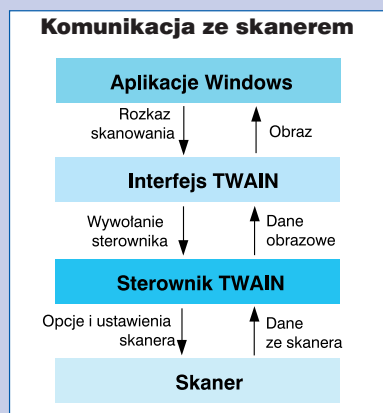 Komunikacja ze skanerem
Aplikacje Windows
Rozkaz
skanowania
Obraz
Interfejs TWAIN
Wywołanie
sterownika
Dane
obrazowe
Sterownik TWAIN
Opcje i ustawienia
skanera
Dane
ze skanera
Skaner